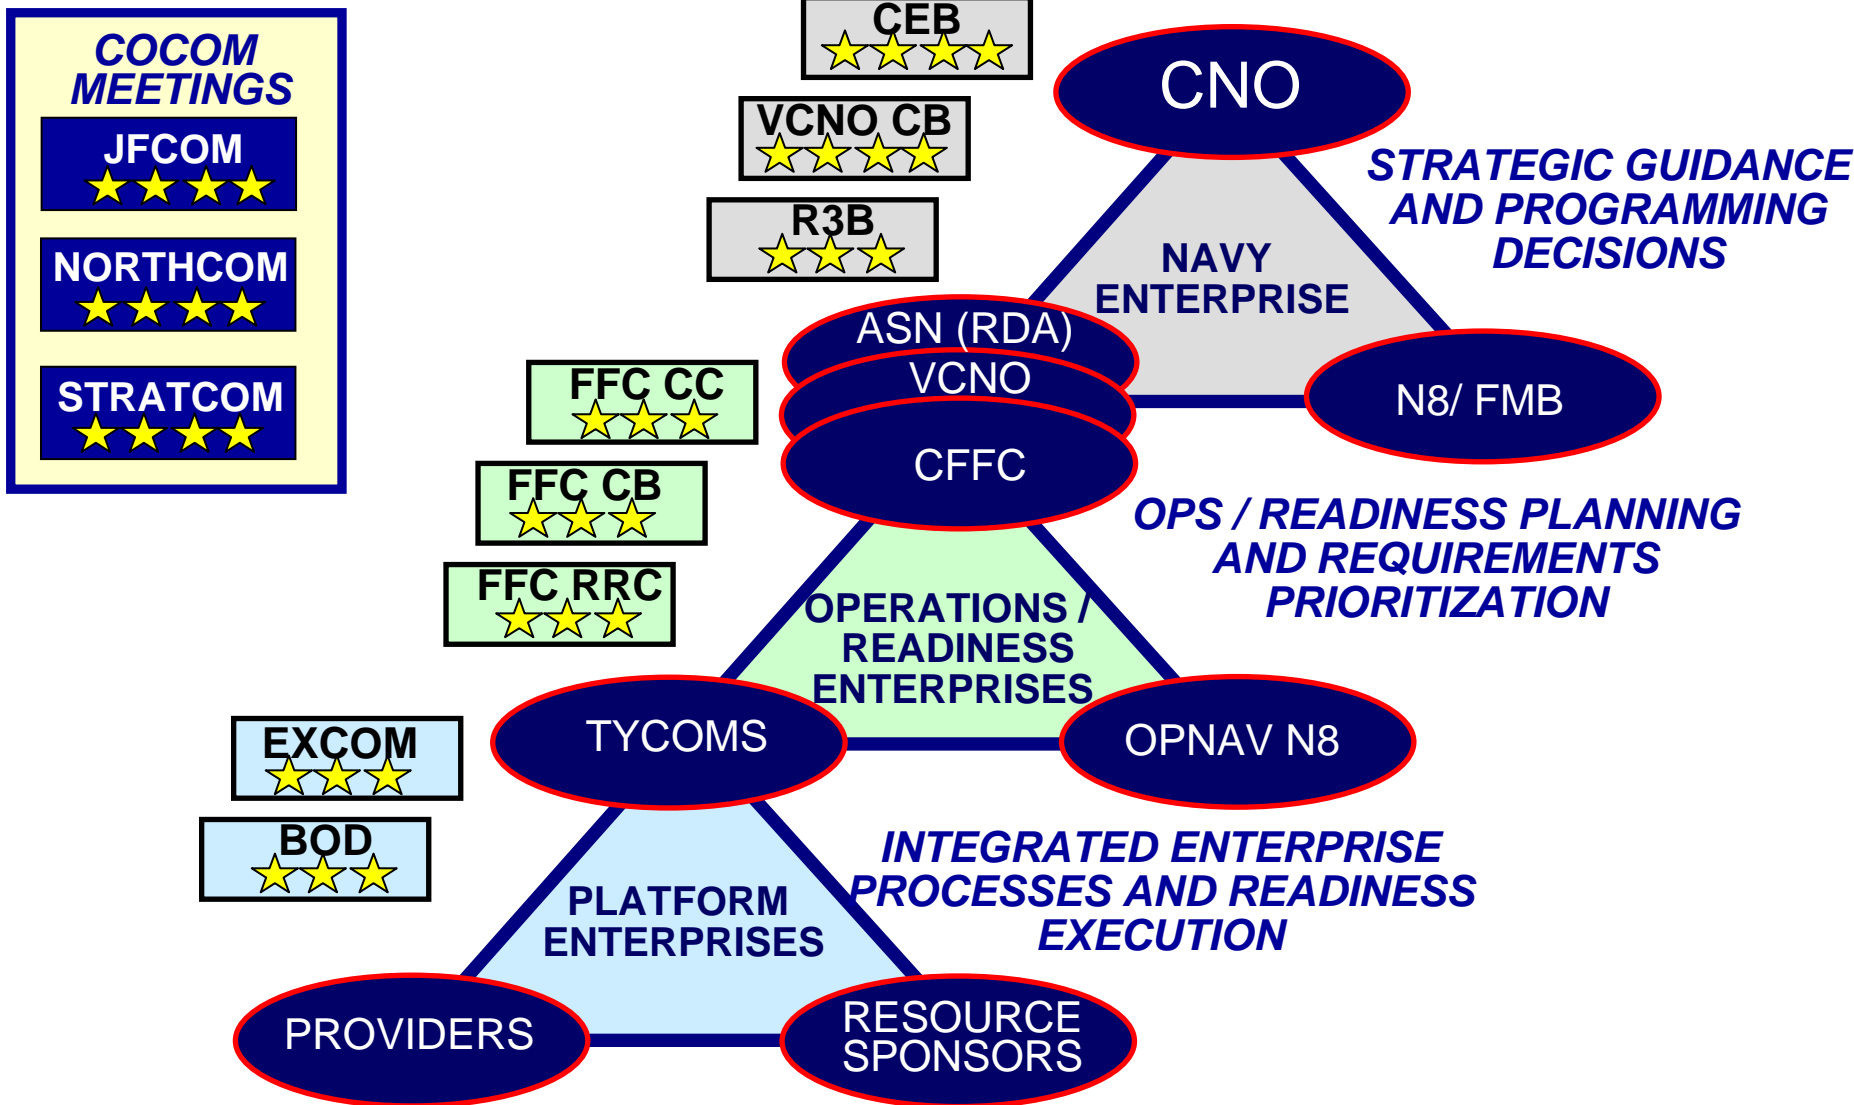 COCOM
MEETINGS
JFCOM
NORTHCOM
STRATCOM
CEB
VCNO CB
R3B
CNO
STRATEGIC GUIDANCE
AND PROGRAMMING
DECISIONS
NAVY
ENTERPRISE
ASN (RDA)
VCNO
CFFC
N8/ FMB
FFC CC
FFC CB
FFC RRC
OPS / READINESS PLANNING
AND REQUIREMENTS
PRIORITIZATION
OPERATIONS /
READINESS
ENTERPRISES
TYCOMS
OPNAV N8
EXCOM
BOD
INTEGRATED ENTERPRISE
PROCESSES AND READINESS
EXECUTION
PLATFORM
ENTERPRISES
PROVIDERS
RESOURCE
SPONSORS